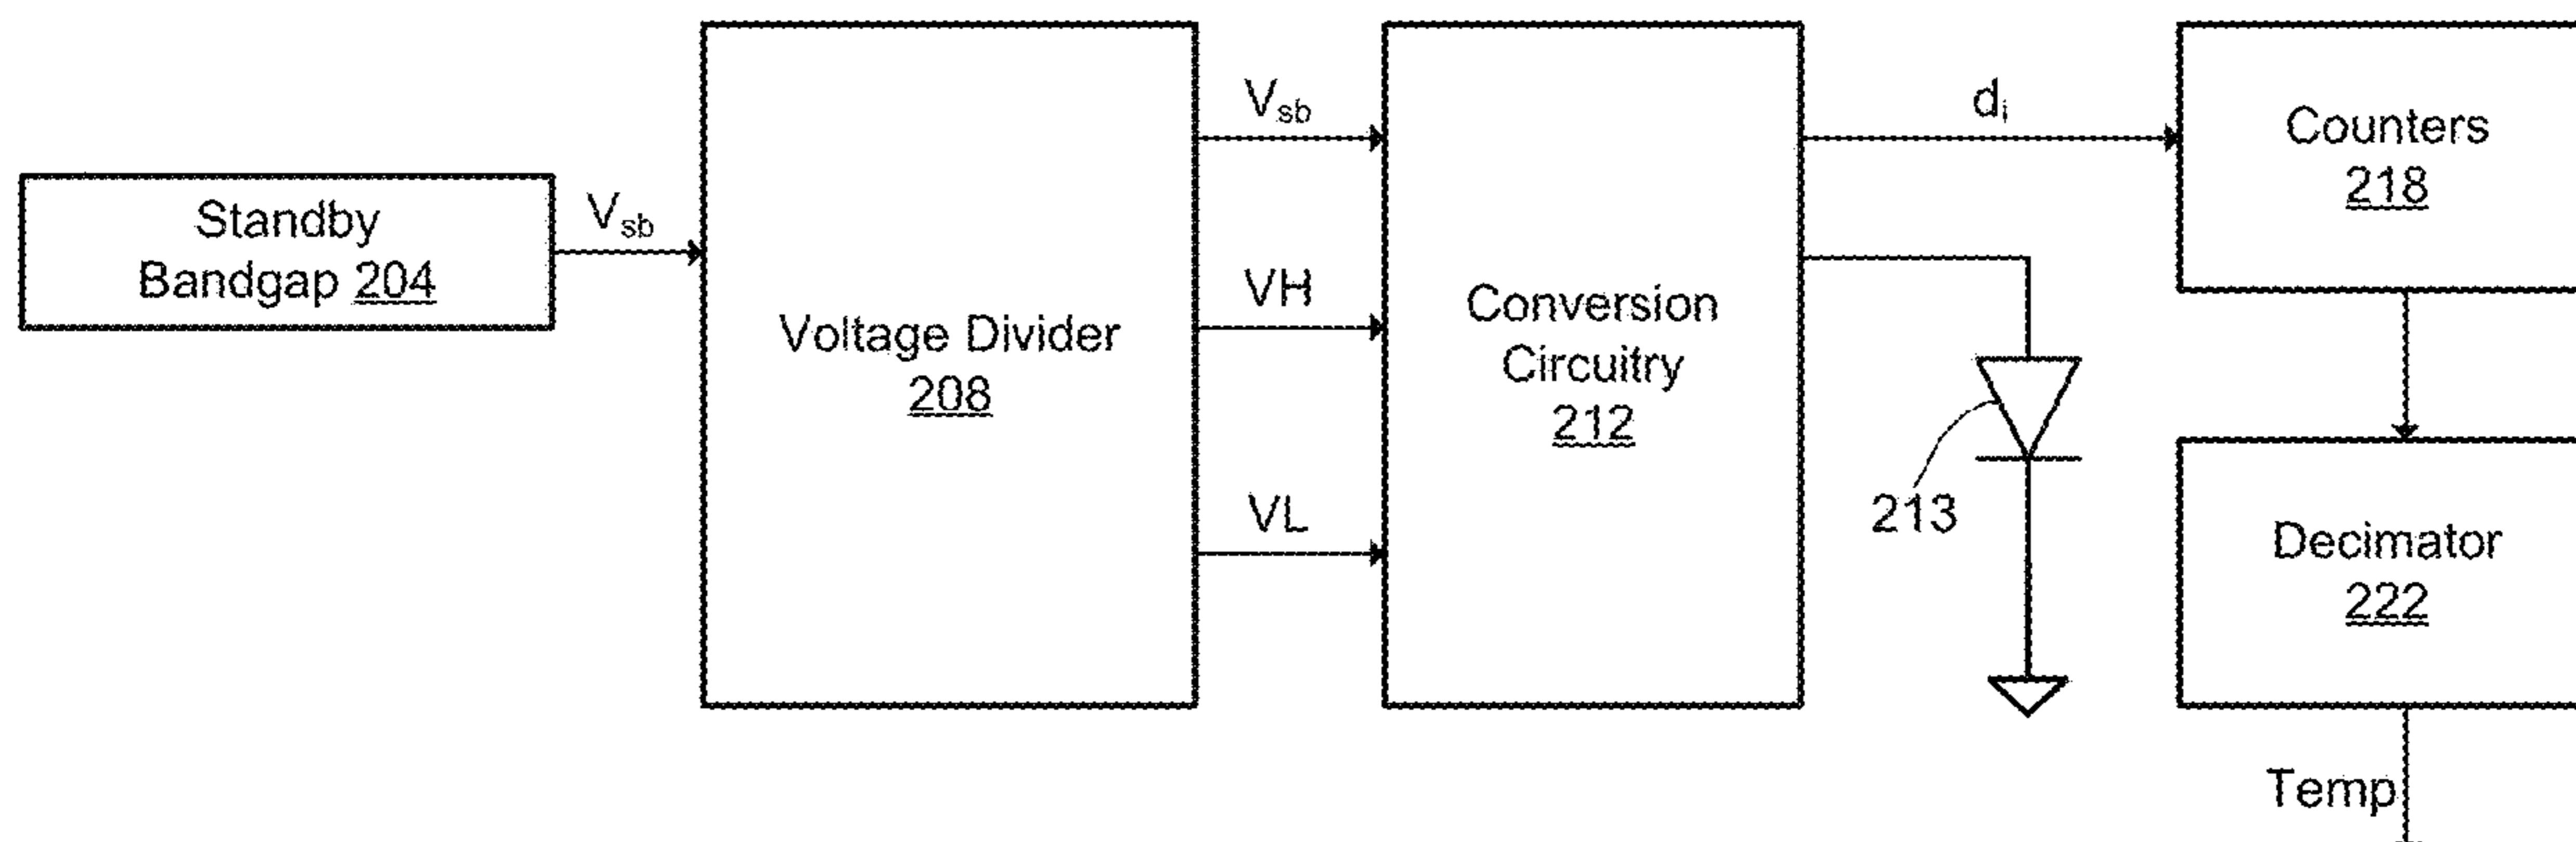 Standby
Bandgap 204
Vsb
Voltage Divider
208
Vsb
VH
VL
Conversion
Circuitry
212
di
213
Counters
218
Decimator
222
Temp